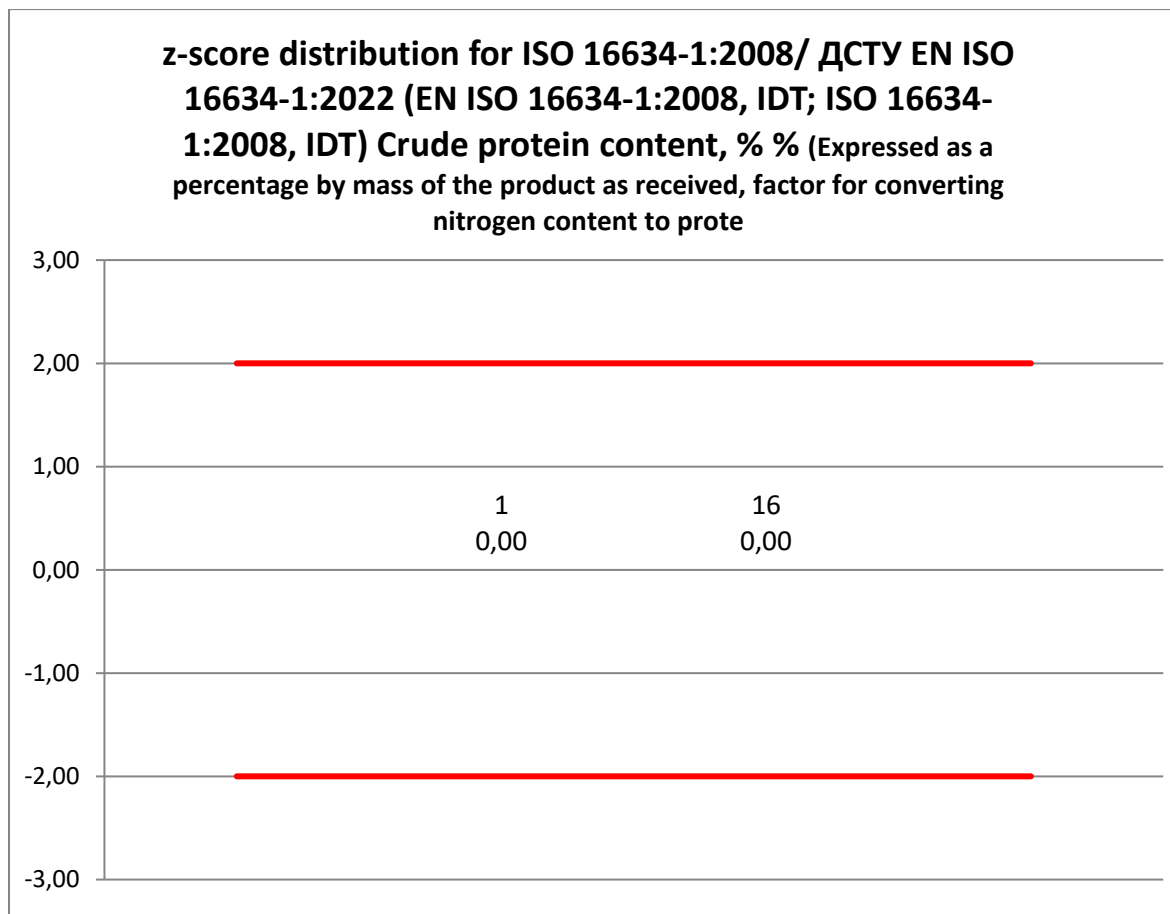 z-score distribution for ISO 16634-1:2008/ ДСТУ EN ISO
16634-1:2022 (EN ISO 16634-1:2008, IDT; ISO 16634-
1:2008, IDT) Crude protein content, % % (Expressed as a
percentage by mass of the product as received, factor for converting
nitrogen content to prote
3,00
2,00
1,00
1 16
0,00 0,00
0,00
-1,00
-2,00
-3,00